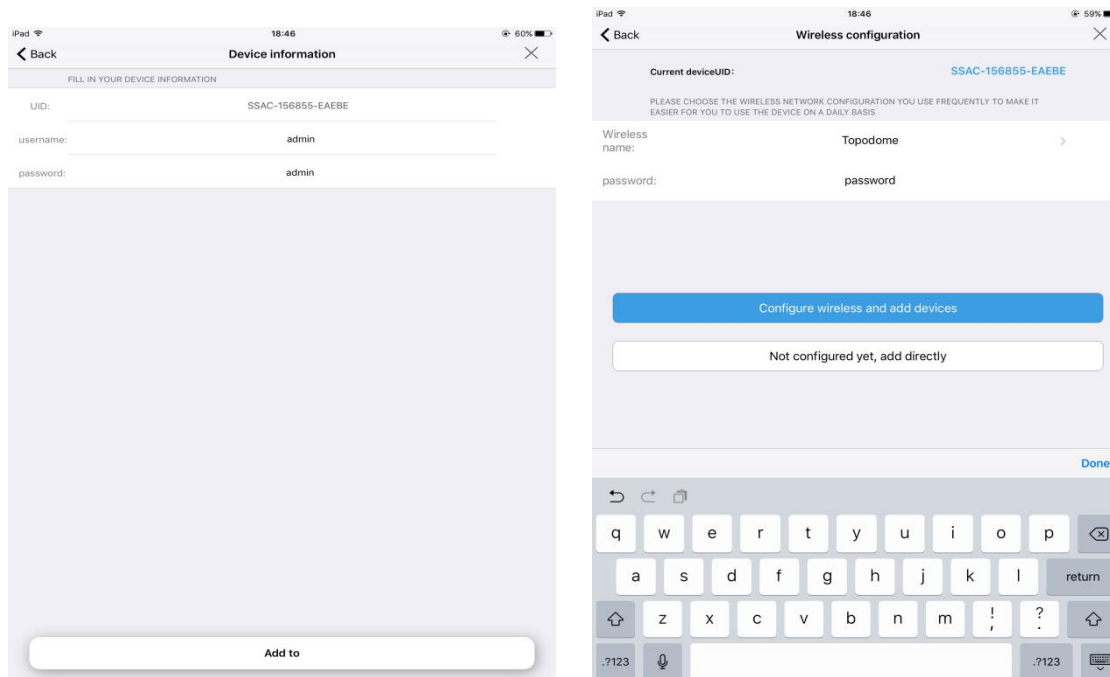 iPad 18:46 60%
Back Device information
FILL IN YOUR DEVICE INFORMATION
UID: SSAC-156855-EAEBE
username: admin
password: admin
Add to
iPad 18:46 59%
Back Wireless configuration
Current deviceUID: SSAC-156855-EAEBE
PLEASE CHOOSE THE WIRELESS NETWORK CONFIGURATION YOU USE FREQUENTLY TO MAKE IT
EASIER FOR YOU TO USE THE DEVICE ON A DAILY BASIS
Wireless
name: Topodome
password: password
Configure wireless and add devices
Not configured yet, add directly
Done
q w e r t y u i o p
a s d f g h j k l return
z x c v b n m ! , ? .
.?123 .?123